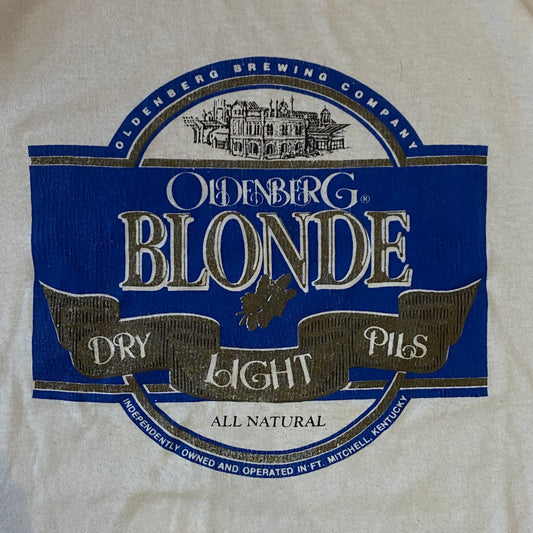 OLDENBERG BREWING COMPANY
OLDENBERG®
BLONDE
DRY LIGHT PILS
ALL NATURAL
INDEPENDENTLY OWNED AND OPERATED IN FT. MITCHELL, KENTUCKY